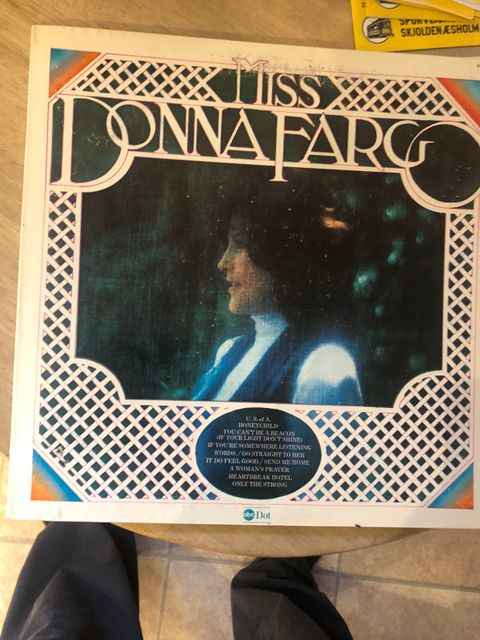 SPORVEJSM
SKJOLDENÆSHOLM
MISS
DONNA FARGO
U. S. of A.
HONEYCHILD
YOU CAN'T BE A BEACON
(IF YOUR LIGHT DON'T SHINE)
IF YOU'RE SOMEWHERE LISTENING
WORDS / GO STRAIGHT TO HER
IT DO FEEL GOOD / SEND ME HOME
A WOMAN'S PRAYER
HEARTBREAK HOTEL
ONLY THE STRONG
abc Dot